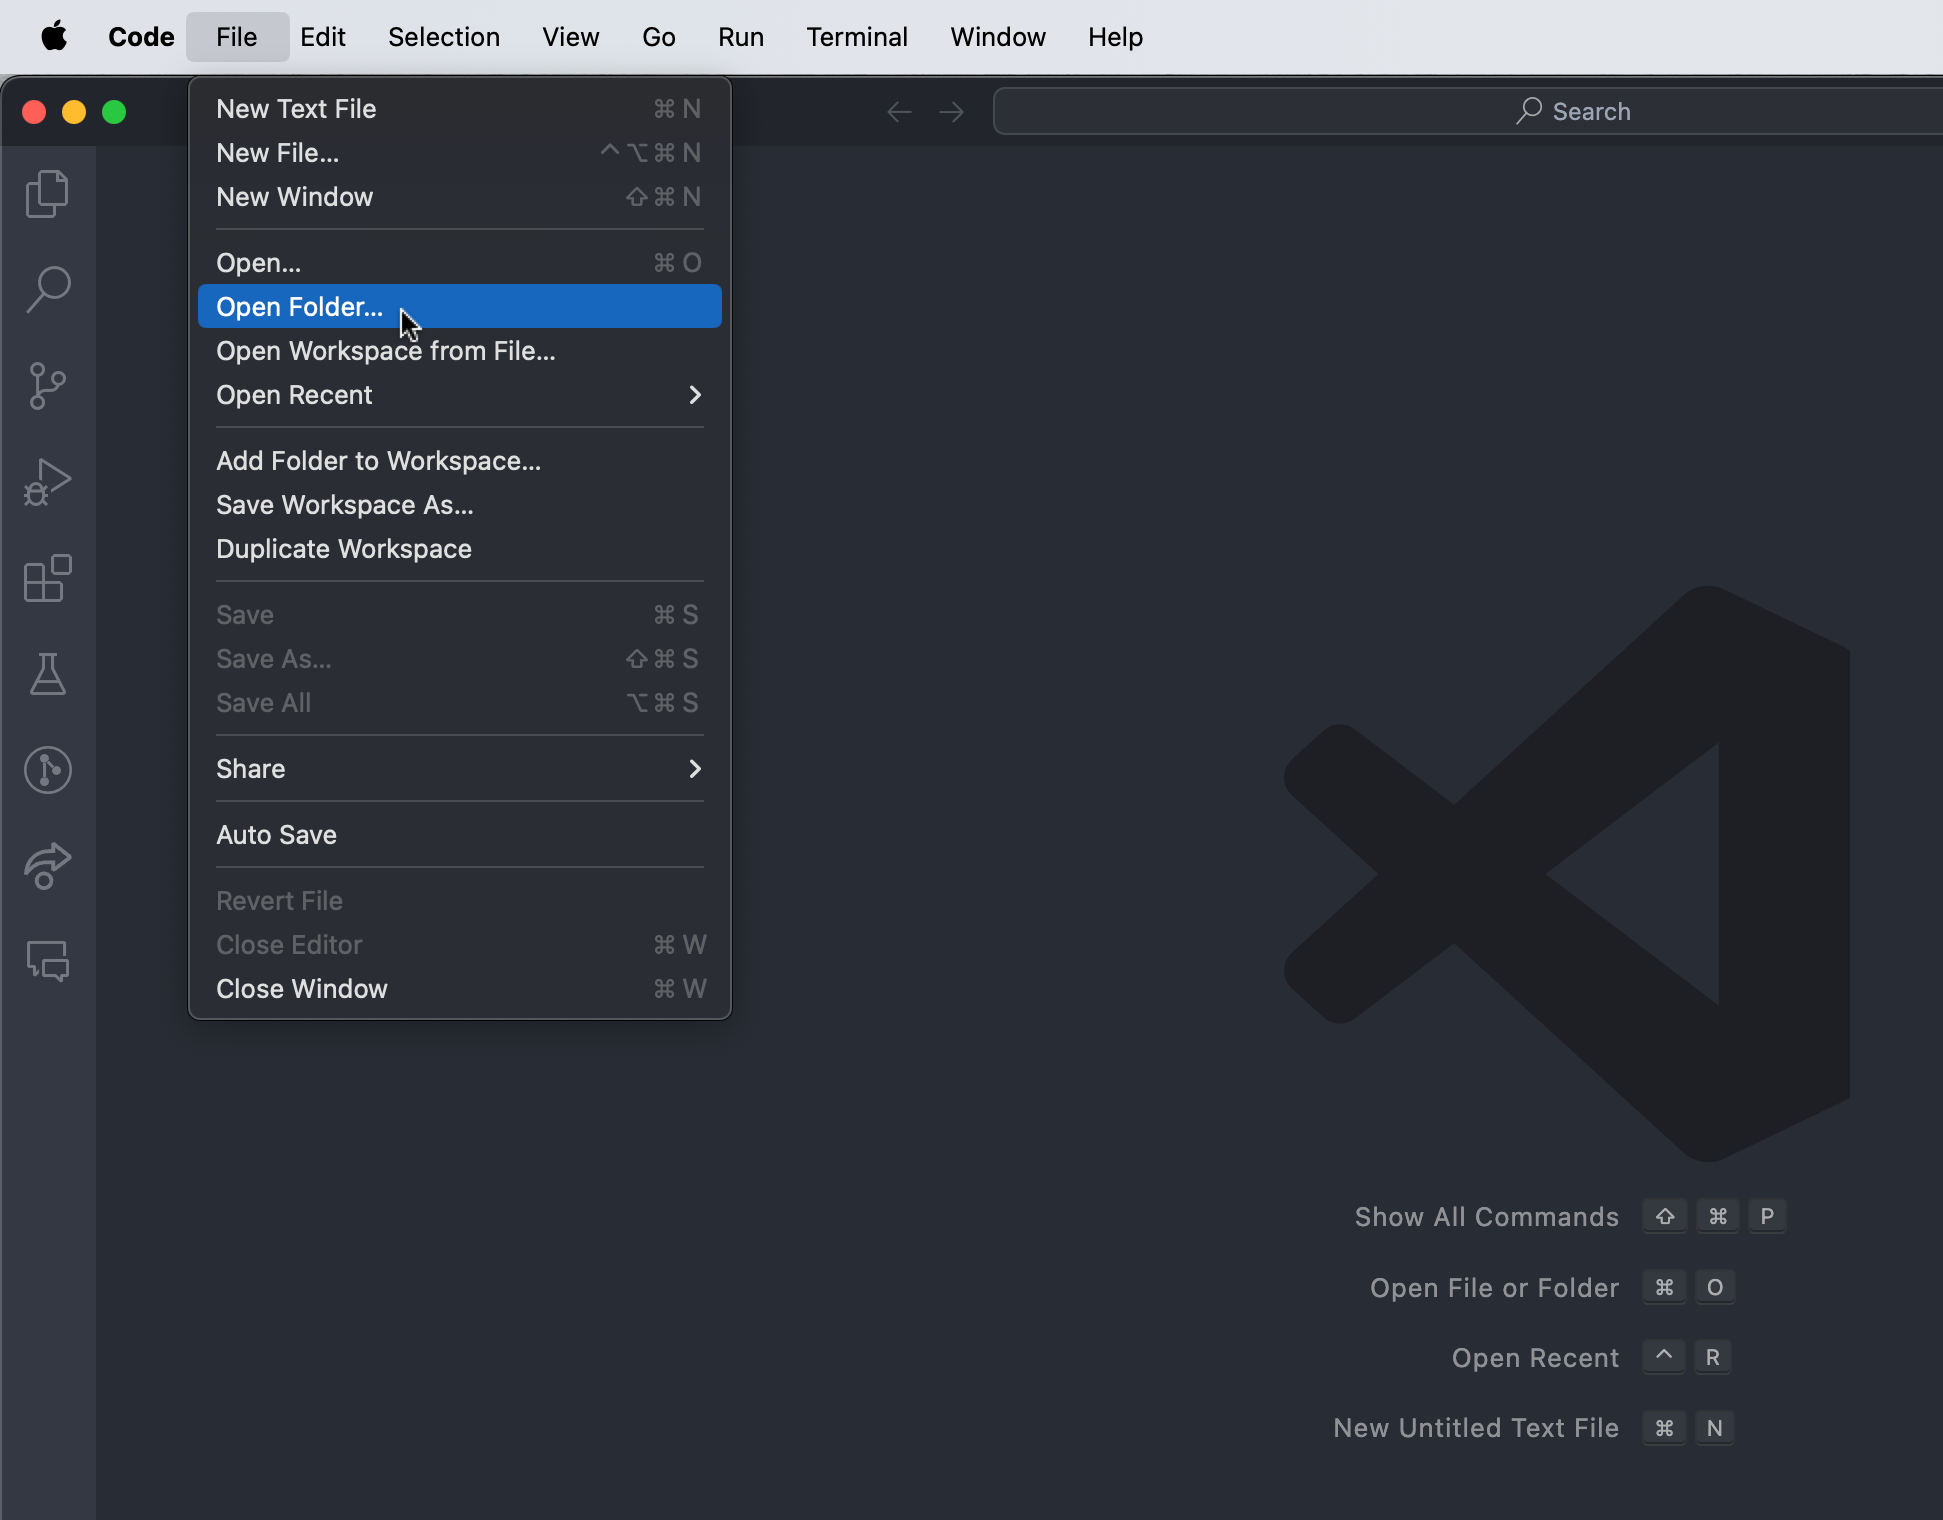 Code File Edit Selection View Go Run Terminal Window Help
Search
New Text File ⌘ N
New File... ^ ⌥ ⌘ N
New Window ⇧ ⌘ N
Open... ⌘ O
Open Folder...
Open Workspace from File...
Open Recent
Add Folder to Workspace...
Save Workspace As...
Duplicate Workspace
Save ⌘ S
Save As... ⇧ ⌘ S
Save All ⌥ ⌘ S
Share
Auto Save
Revert File
Close Editor ⌘ W
Close Window ⌘ W
Show All Commands ⇧ ⌘ P
Open File or Folder ⌘ O
Open Recent ^ R
New Untitled Text File ⌘ N